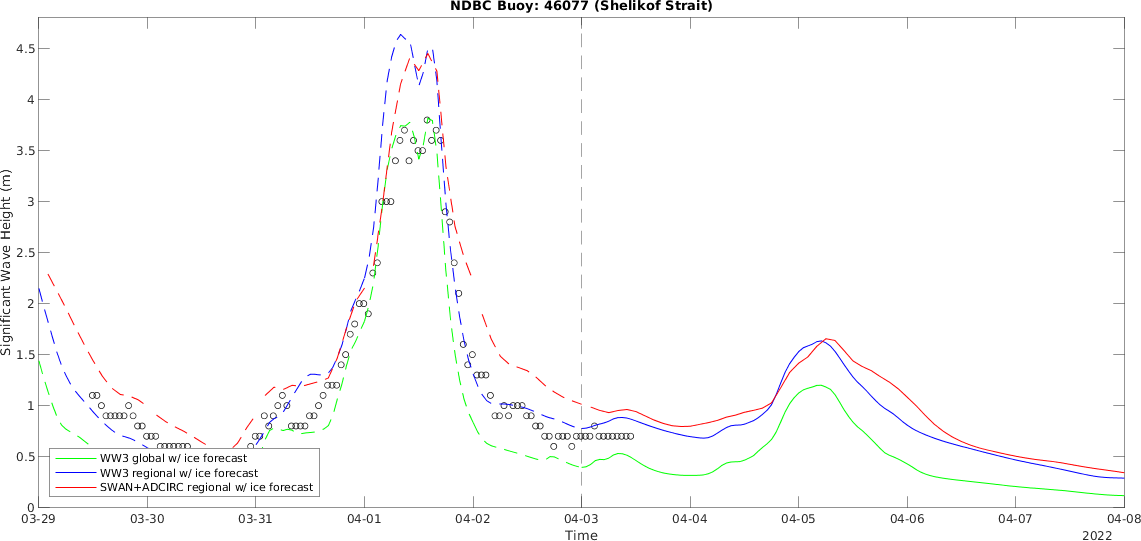 NDBC Buoy: 46077 (Shelikof Strait)
Significant Wave Height (m)
4.5
4
3.5
3
2.5
2
1.5
1
0.5
0
WW3 global w/ ice forecast
WW3 regional w/ ice forecast
SWAN+ADCIRC regional w/ ice forecast
03-29 03-30 03-31 04-01 04-02 04-03 04-04 04-05 04-06 04-07 04-08
Time
2022